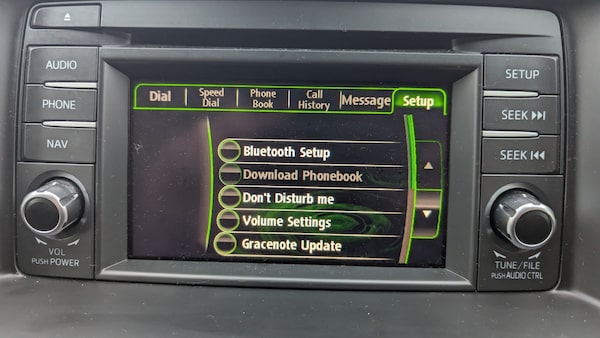 AUDIO
PHONE
NAV
VOL
PUSH POWER
Dial
Speed
Dial
Phone
Book
Call
History
Message
Setup
Bluetooth Setup
Download Phonebook
Don't Disturb me
Volume Settings
Gracenote Update
SETUP
SEEK
SEEK
TUNE/FILE
PUSH AUDIO CTRL